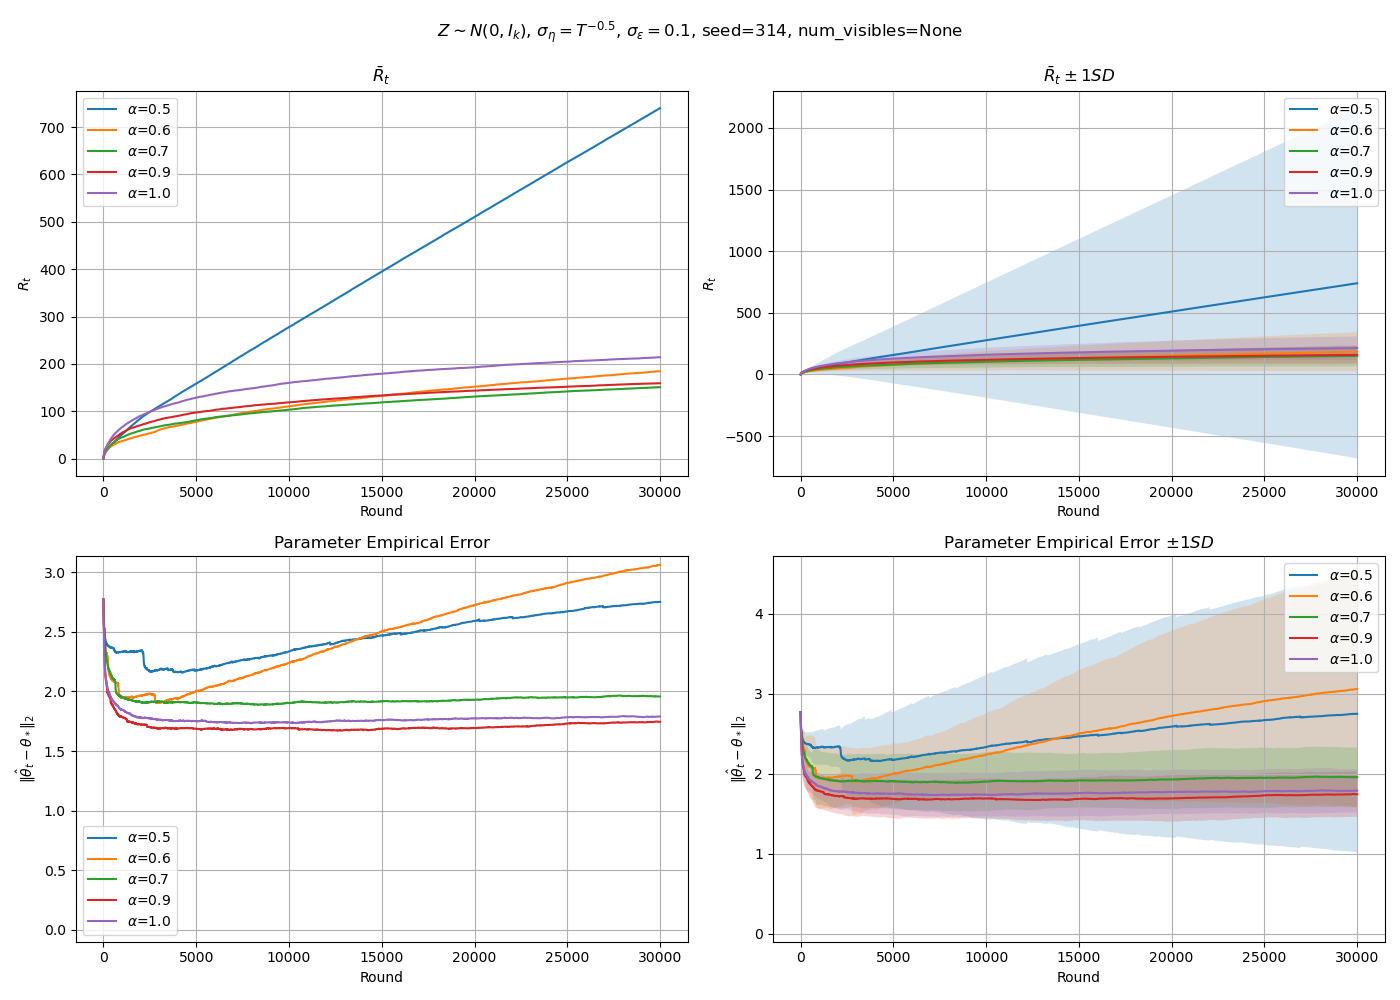 Z ~ N(0, I_k), σ_η = T^{-0.5}, σ_ε = 0.1, seed=314, num_visibles=None
R̄_t
R_t
700
600
500
400
300
200
100
0
0 5000 10000 15000 20000 25000 30000
Round
α=0.5
α=0.6
α=0.7
α=0.9
α=1.0
R̄_t ± 1SD
R_t
2000
1500
1000
500
0
−500
0 5000 10000 15000 20000 25000 30000
Round
α=0.5
α=0.6
α=0.7
α=0.9
α=1.0
Parameter Empirical Error
‖θ̂_t − θ_*‖_2
3.0
2.5
2.0
1.5
1.0
0.5
0.0
0 5000 10000 15000 20000 25000 30000
Round
α=0.5
α=0.6
α=0.7
α=0.9
α=1.0
Parameter Empirical Error ±1SD
‖θ̂_t − θ_*‖_2
4
3
2
1
0
0 5000 10000 15000 20000 25000 30000
Round
α=0.5
α=0.6
α=0.7
α=0.9
α=1.0